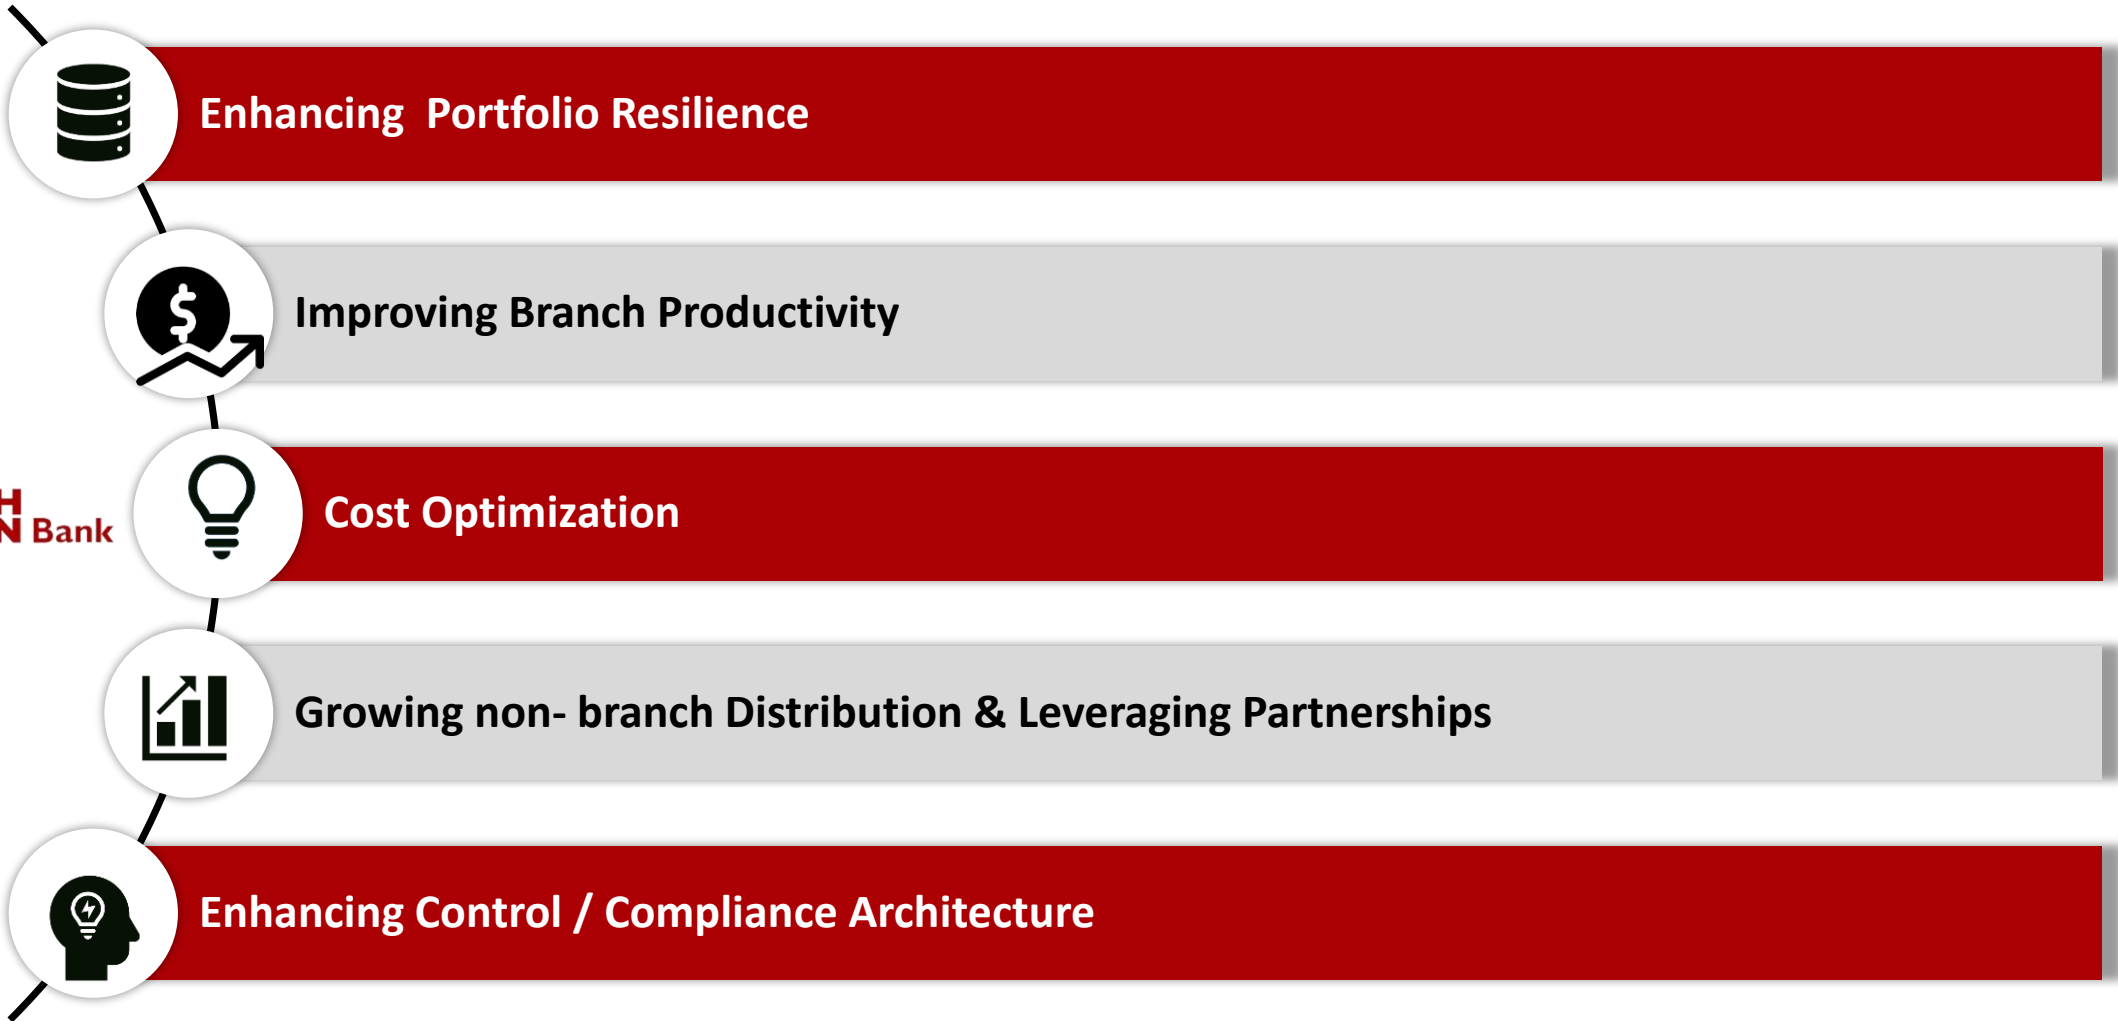 Enhancing  Portfolio Resilience
Improving Branch Productivity
H
N Bank
Cost Optimization
Growing non- branch Distribution & Leveraging Partnerships
Enhancing Control / Compliance Architecture